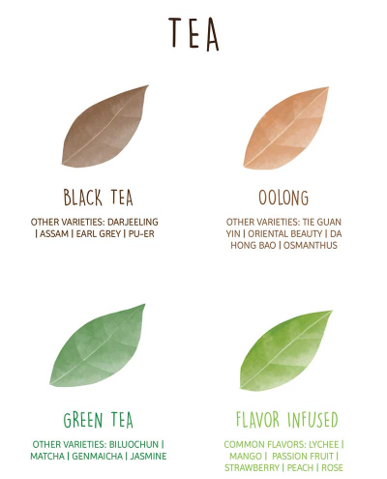 TEA
BLACK TEA
OTHER VARIETIES: DARJEELING
| ASSAM | EARL GREY | PU-ER
OOLONG
OTHER VARIETIES: TIE GUAN
YIN | ORIENTAL BEAUTY | DA
HONG BAO | OSMANTHUS
GREEN TEA
OTHER VARIETIES: BILUOCHUN |
MATCHA | GENMAICHA | JASMINE
FLAVOR INFUSED
COMMON FLAVORS: LYCHEE |
MANGO | PASSION FRUIT |
STRAWBERRY | PEACH | ROSE